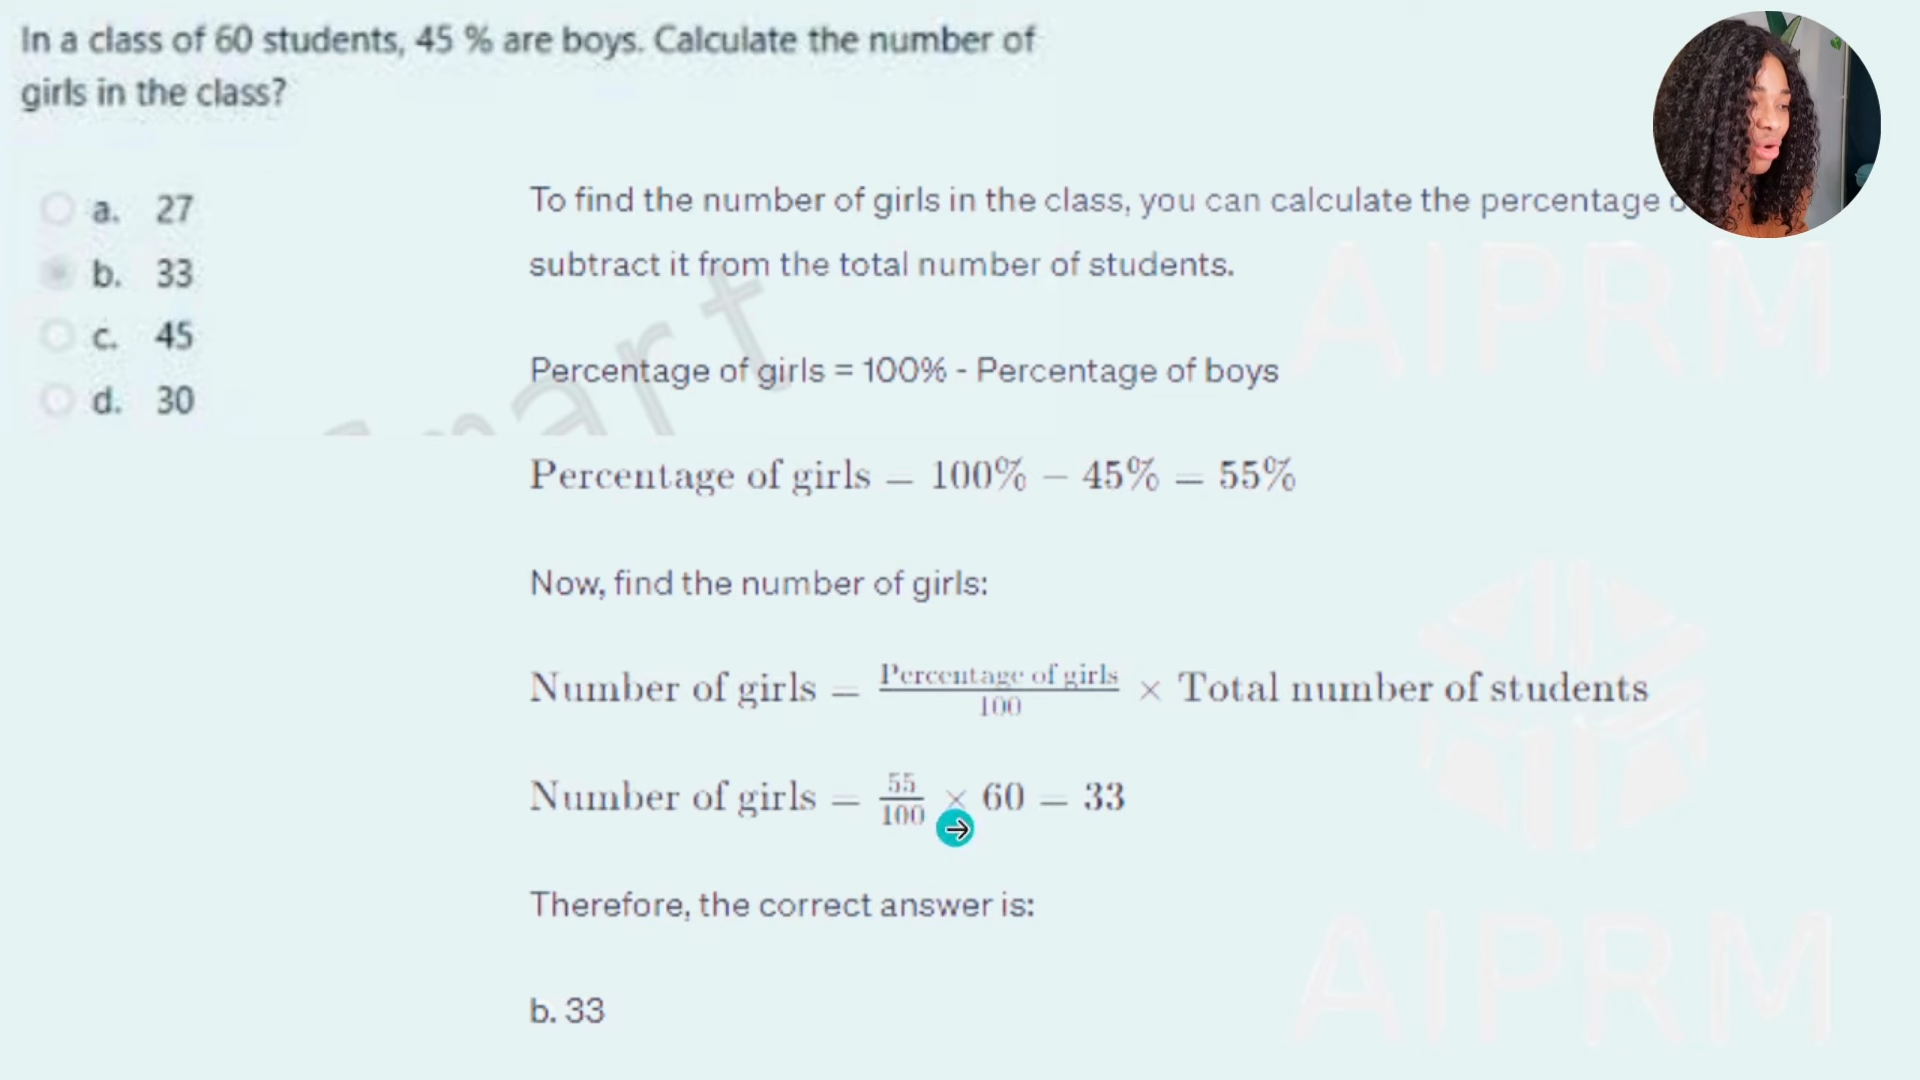 In a class of 60 students, 45 % are boys. Calculate the number of
girls in the class?
a. 27
b. 33
c. 45
d. 30
To find the number of girls in the class, you can calculate the percentage
subtract it from the total number of students.
Percentage of girls = 100% - Percentage of boys
Percentage of girls = 100% − 45% = 55%
Now, find the number of girls:
Number of girls = Percentage of girls / 100 × Total number of students
Number of girls = 55/100 × 60 = 33
Therefore, the correct answer is:
b. 33
AIPRM
AIPRM